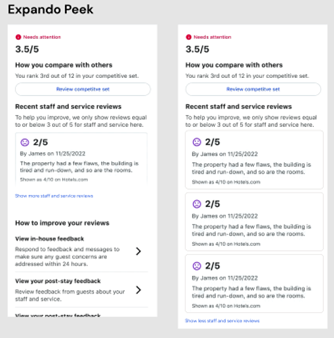 Expando Peek
Needs attention
3.5/5
How you compare with others
You rank 3rd out of 12 in your competitive set.
Review competitive set
Recent staff and service reviews
To help you improve, we only show reviews equal
to or below 3 out of 5 for staff and service here.
2/5
By James on 11/25/2022
The property had a few flaws, the building is
tired and run-down, and so are the rooms.
Shown as 4/10 on Hotels.com
Show more staff and service reviews
How to improve your reviews
View in-house feedback
Respond to feedback and messages to
make sure any guest concerns are
addressed within 24 hours.
View your post-stay feedback
Review feedback from guests about your
staff and service.
View your post-stay feedback
Needs attention
3.5/5
How you compare with others
You rank 3rd out of 12 in your competitive set.
Review competitive set
Recent staff and service reviews
To help you improve, we only show reviews equal
to or below 3 out of 5 for staff and service here.
2/5
By James on 11/25/2022
The property had a few flaws, the building is
tired and run-down, and so are the rooms.
Shown as 4/10 on Hotels.com
2/5
By James on 11/25/2022
The property had a few flaws, the building is
tired and run-down, and so are the rooms.
Shown as 4/10 on Hotels.com
2/5
By James on 11/25/2022
The property had a few flaws, the building is
tired and run-down, and so are the rooms.
Shown as 4/10 on Hotels.com
Show less staff and service reviews